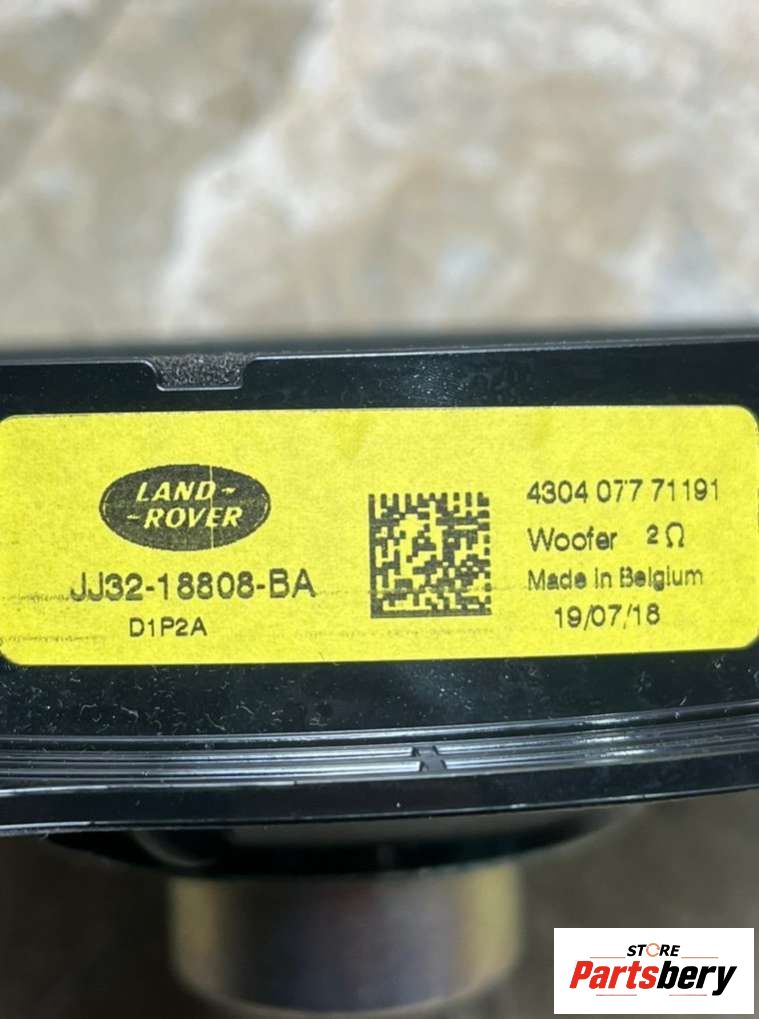 LAND-
-ROVER
JJ32-18808-BA
D1P2A
4304 077 71191
Woofer 2Ω
Made in Belgium
19/07/18
STORE
Partsbery